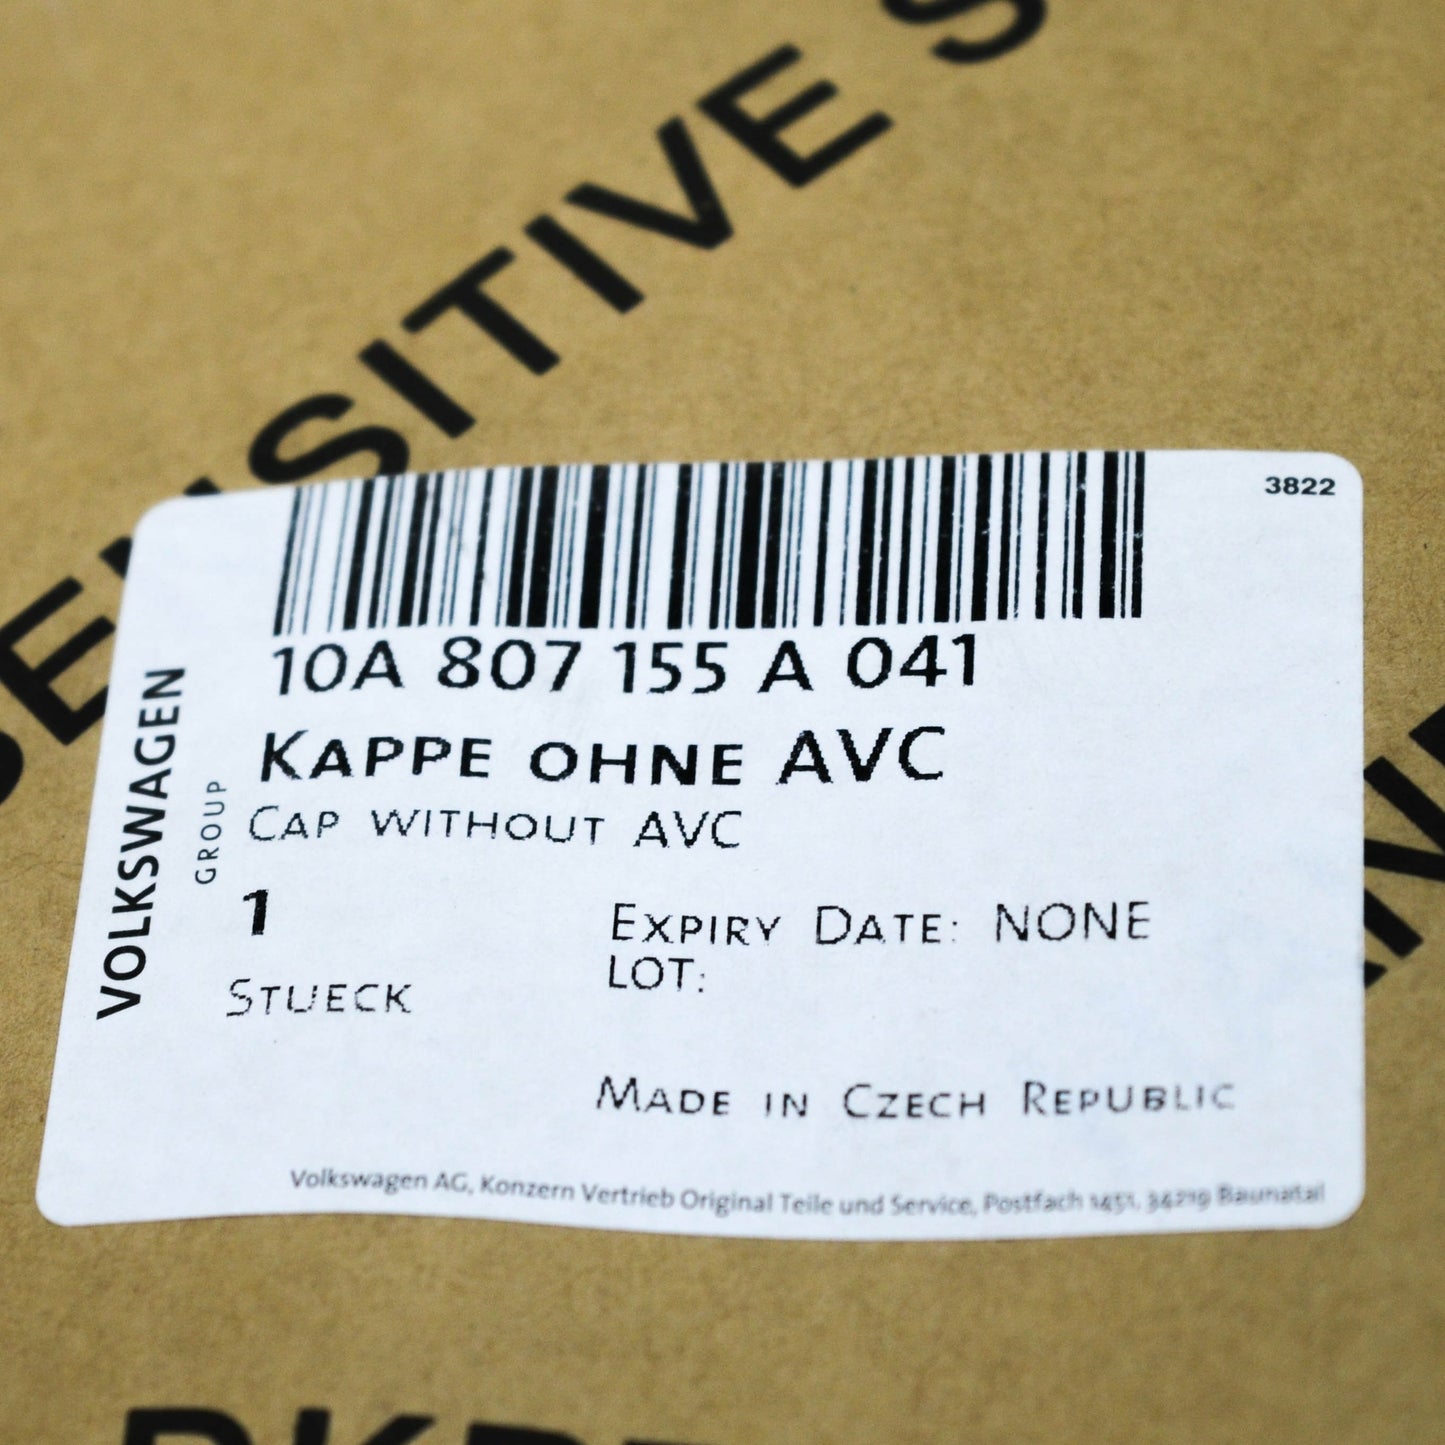 SENSITIVE S
3822
10A 807 155 A 041
KAPPE OHNE AVC
CAP WITHOUT AVC
VOLKSWAGEN
GROUP
1
STUECK
EXPIRY DATE: NONE
LOT:
MADE IN CZECH REPUBLIC
Volkswagen AG, Konzern Vertrieb Original Teile und Service, Postfach 1451, 34219 Baunatal